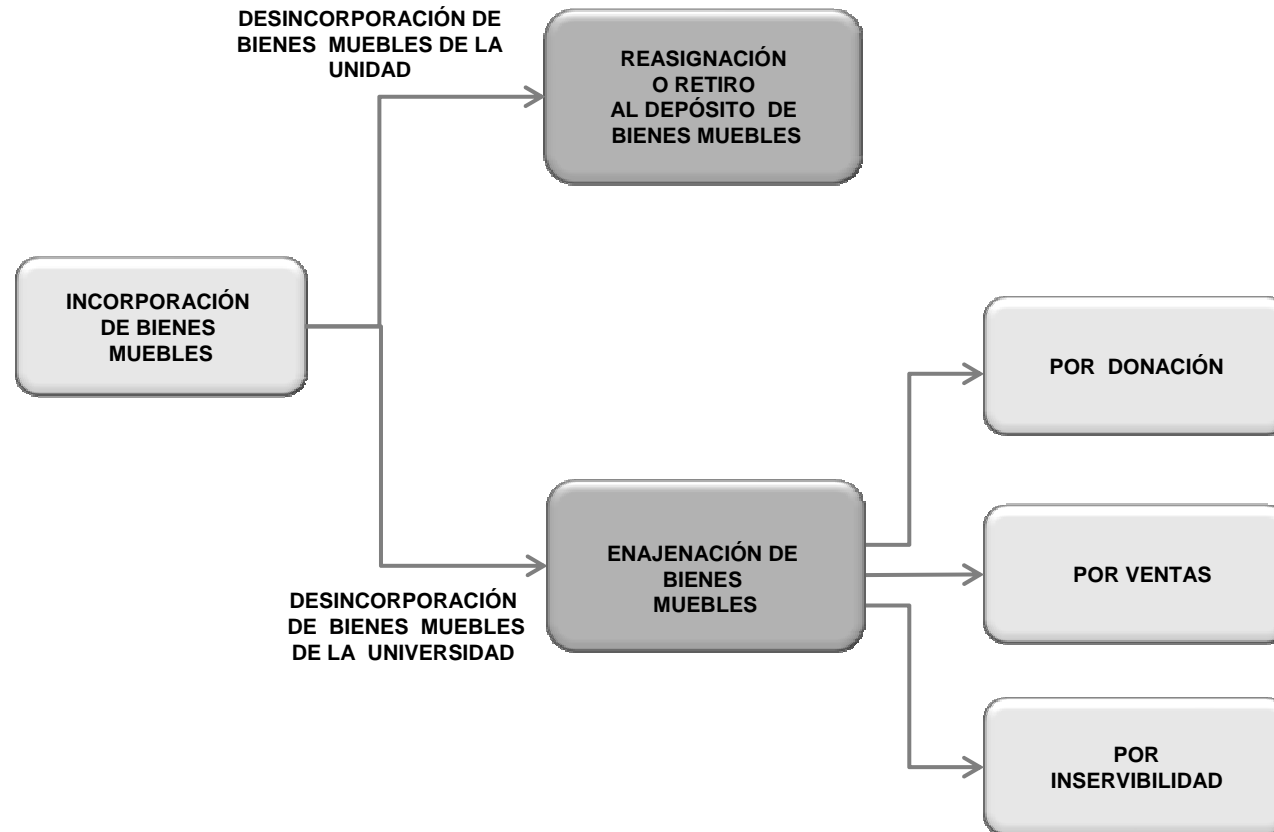 DESINCORPORACIÓN DE
BIENES MUEBLES DE LA
UNIDAD
REASIGNACIÓN
O RETIRO
AL DEPÓSITO DE
BIENES MUEBLES
INCORPORACIÓN
DE BIENES
MUEBLES
POR DONACIÓN
ENAJENACIÓN DE
BIENES
MUEBLES
POR VENTAS
DESINCORPORACIÓN
DE BIENES MUEBLES
DE LA UNIVERSIDAD
POR
INSERVIBILIDAD